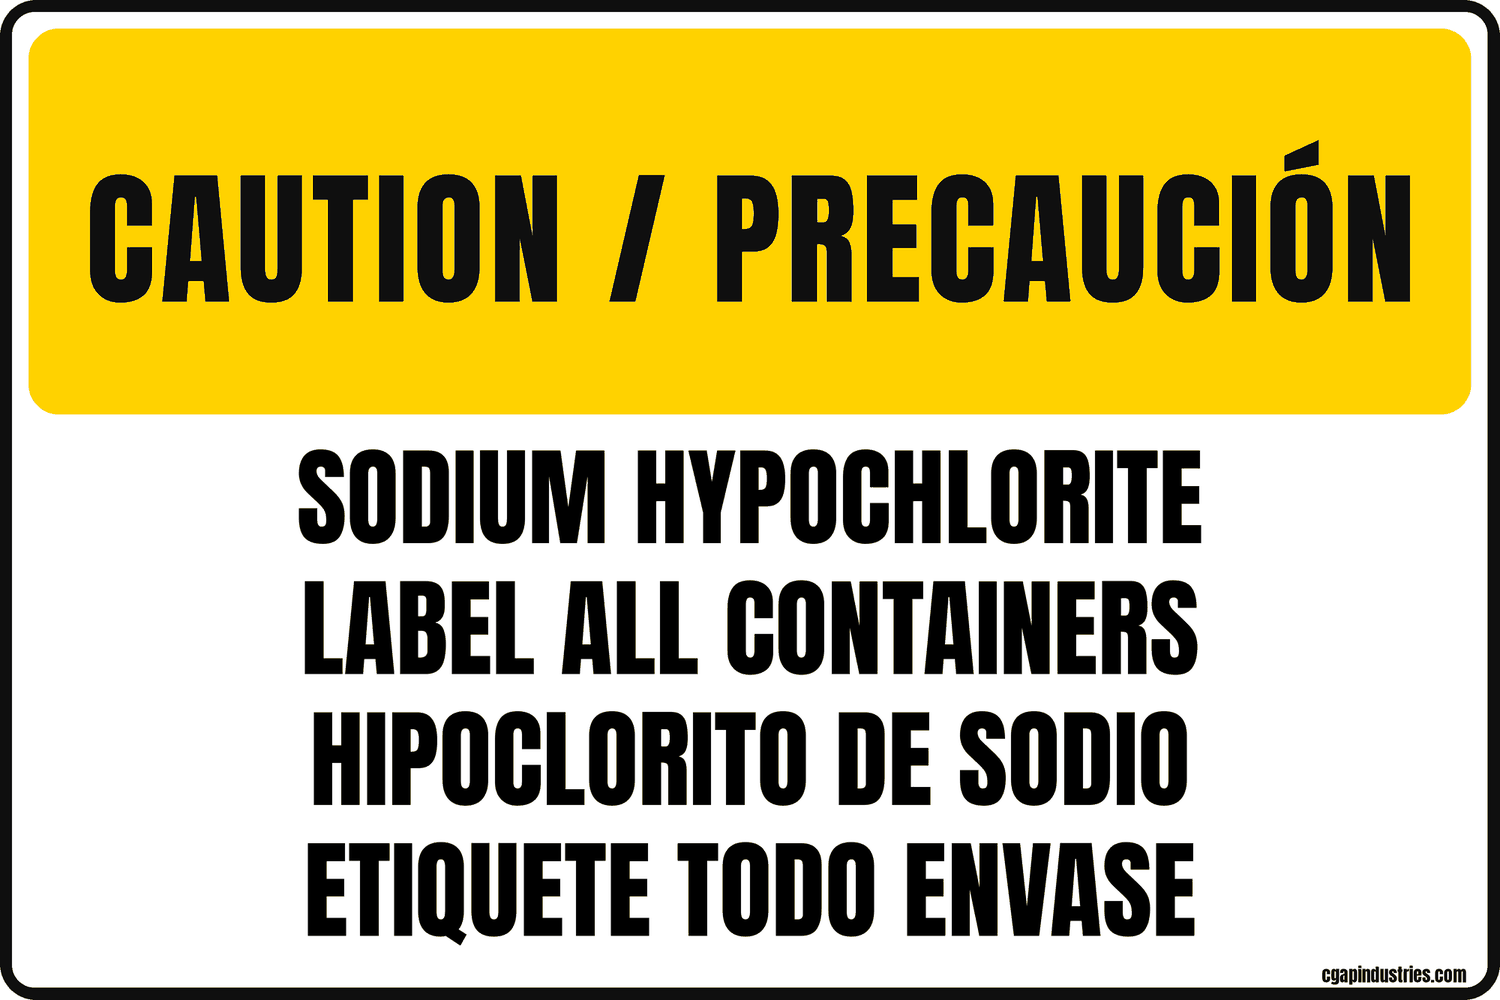 CAUTION / PRECAUCIÓN
SODIUM HYPOCHLORITE
LABEL ALL CONTAINERS
HIPOCLORITO DE SODIO
ETIQUETE TODO ENVASE
cgapindustries.com